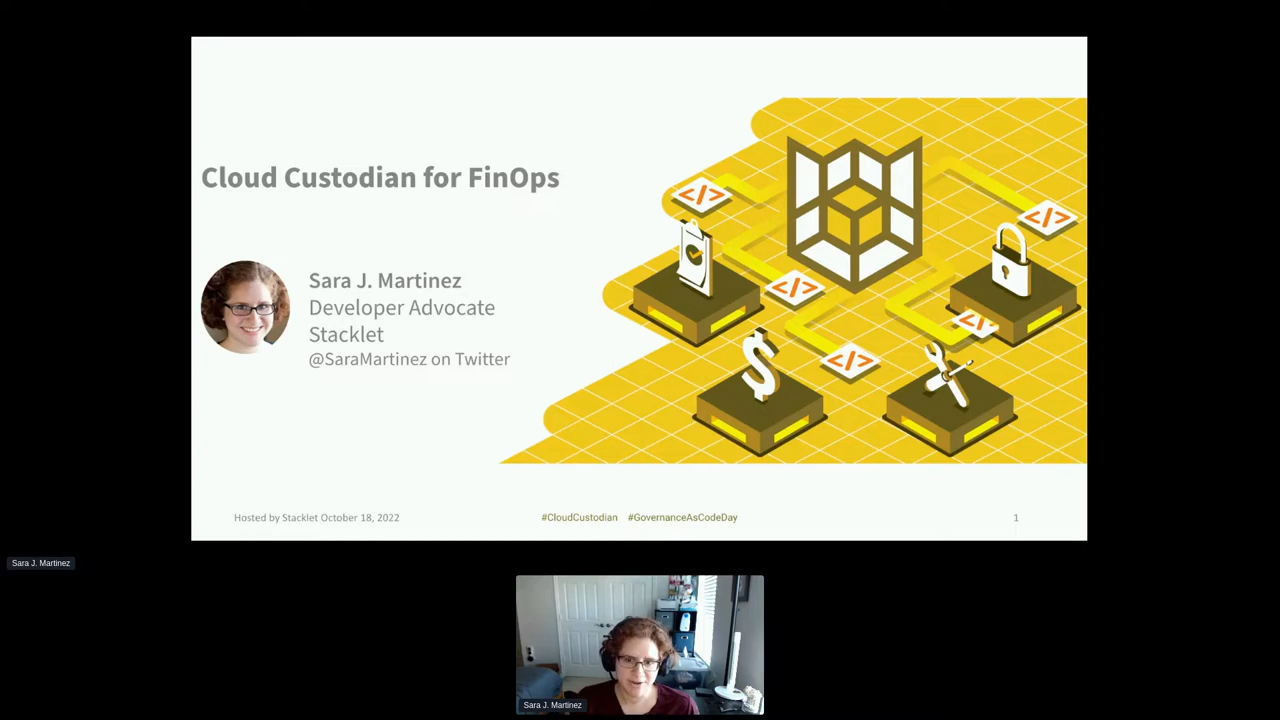 Cloud Custodian for FinOps
Sara J. Martinez
Developer Advocate
Stacklet
@SaraMartinez on Twitter
</>
</>
</>
</>
</>
Hosted by Stacklet October 18, 2022
#CloudCustodian #GovernanceAsCodeDay
1
Sara J. Martinez
Sara J. Martinez